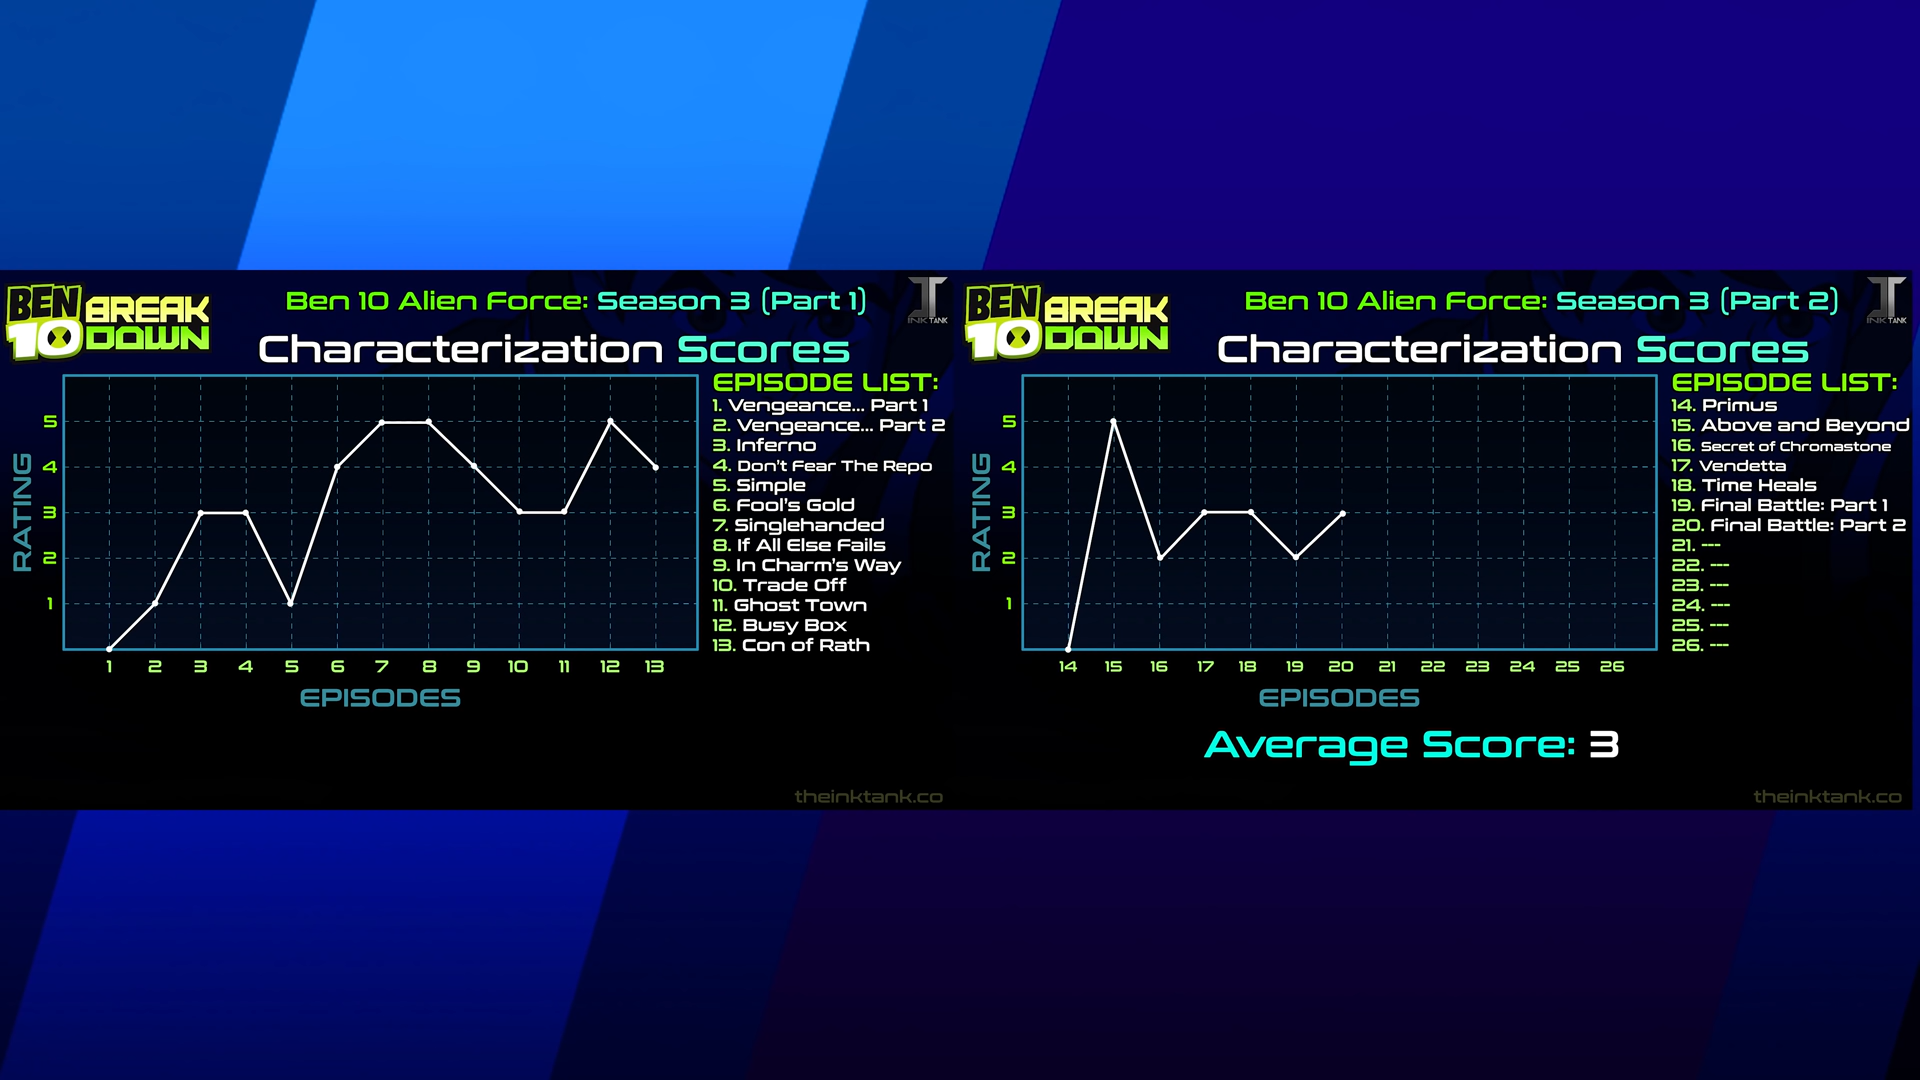 BEN 10 BREAK DOWN
Ben 10 Alien Force: Season 3 (Part 1)
INK TANK
Characterization Scores
RATING
5
4
3
2
1
1 2 3 4 5 6 7 8 9 10 11 12 13
EPISODES
EPISODE LIST:
1. Vengeance... Part 1
2. Vengeance... Part 2
3. Inferno
4. Don't Fear The Repo
5. Simple
6. Fool's Gold
7. Singlehanded
8. If All Else Fails
9. In Charm's Way
10. Trade Off
11. Ghost Town
12. Busy Box
13. Con of Rath
theinktank.co
BEN 10 BREAK DOWN
Ben 10 Alien Force: Season 3 (Part 2)
INK TANK
Characterization Scores
RATING
5
4
3
2
1
14 15 16 17 18 19 20 21 22 23 24 25 26
EPISODES
EPISODE LIST:
14. Primus
15. Above and Beyond
16. Secret of Chromastone
17. Vendetta
18. Time Heals
19. Final Battle: Part 1
20. Final Battle: Part 2
21. ---
22. ---
23. ---
24. ---
25. ---
26. ---
Average Score: 3
theinktank.co